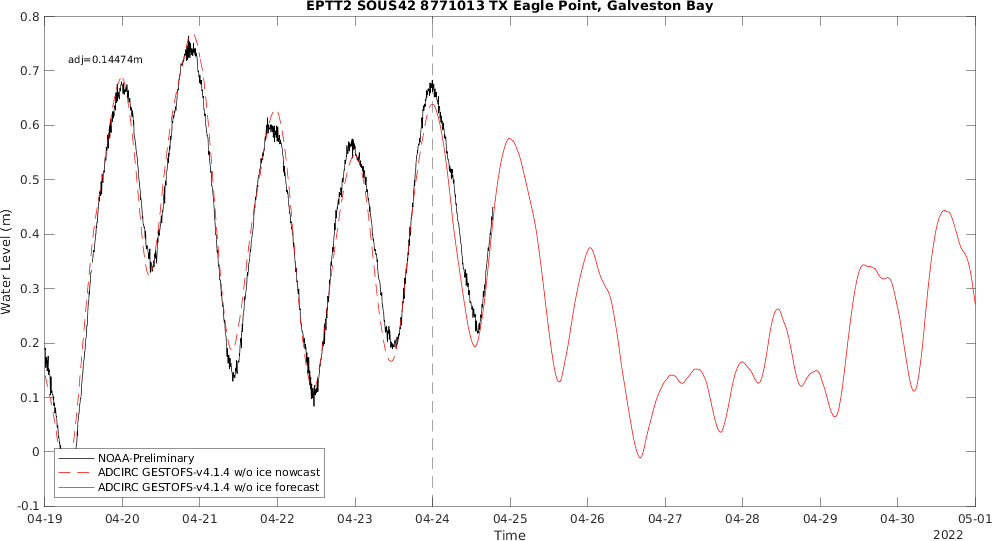 EPTT2 SOUS42 8771013 TX Eagle Point, Galveston Bay
0.8
adj=0.14474m
0.7
0.6
0.5
0.4
0.3
0.2
0.1
0
-0.1
Water Level (m)
NOAA-Preliminary
ADCIRC GESTOFS-v4.1.4 w/o ice nowcast
ADCIRC GESTOFS-v4.1.4 w/o ice forecast
04-19 04-20 04-21 04-22 04-23 04-24 04-25 04-26 04-27 04-28 04-29 04-30 05-01
Time
2022